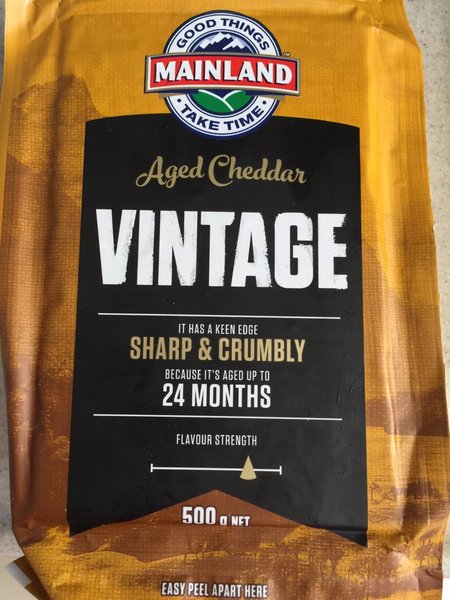 GOOD THINGS
MAINLAND
TAKE TIME
Aged Cheddar
VINTAGE
IT HAS A KEEN EDGE
SHARP & CRUMBLY
BECAUSE IT'S AGED UP TO
24 MONTHS
FLAVOUR STRENGTH
500g NET
EASY PEEL APART HERE